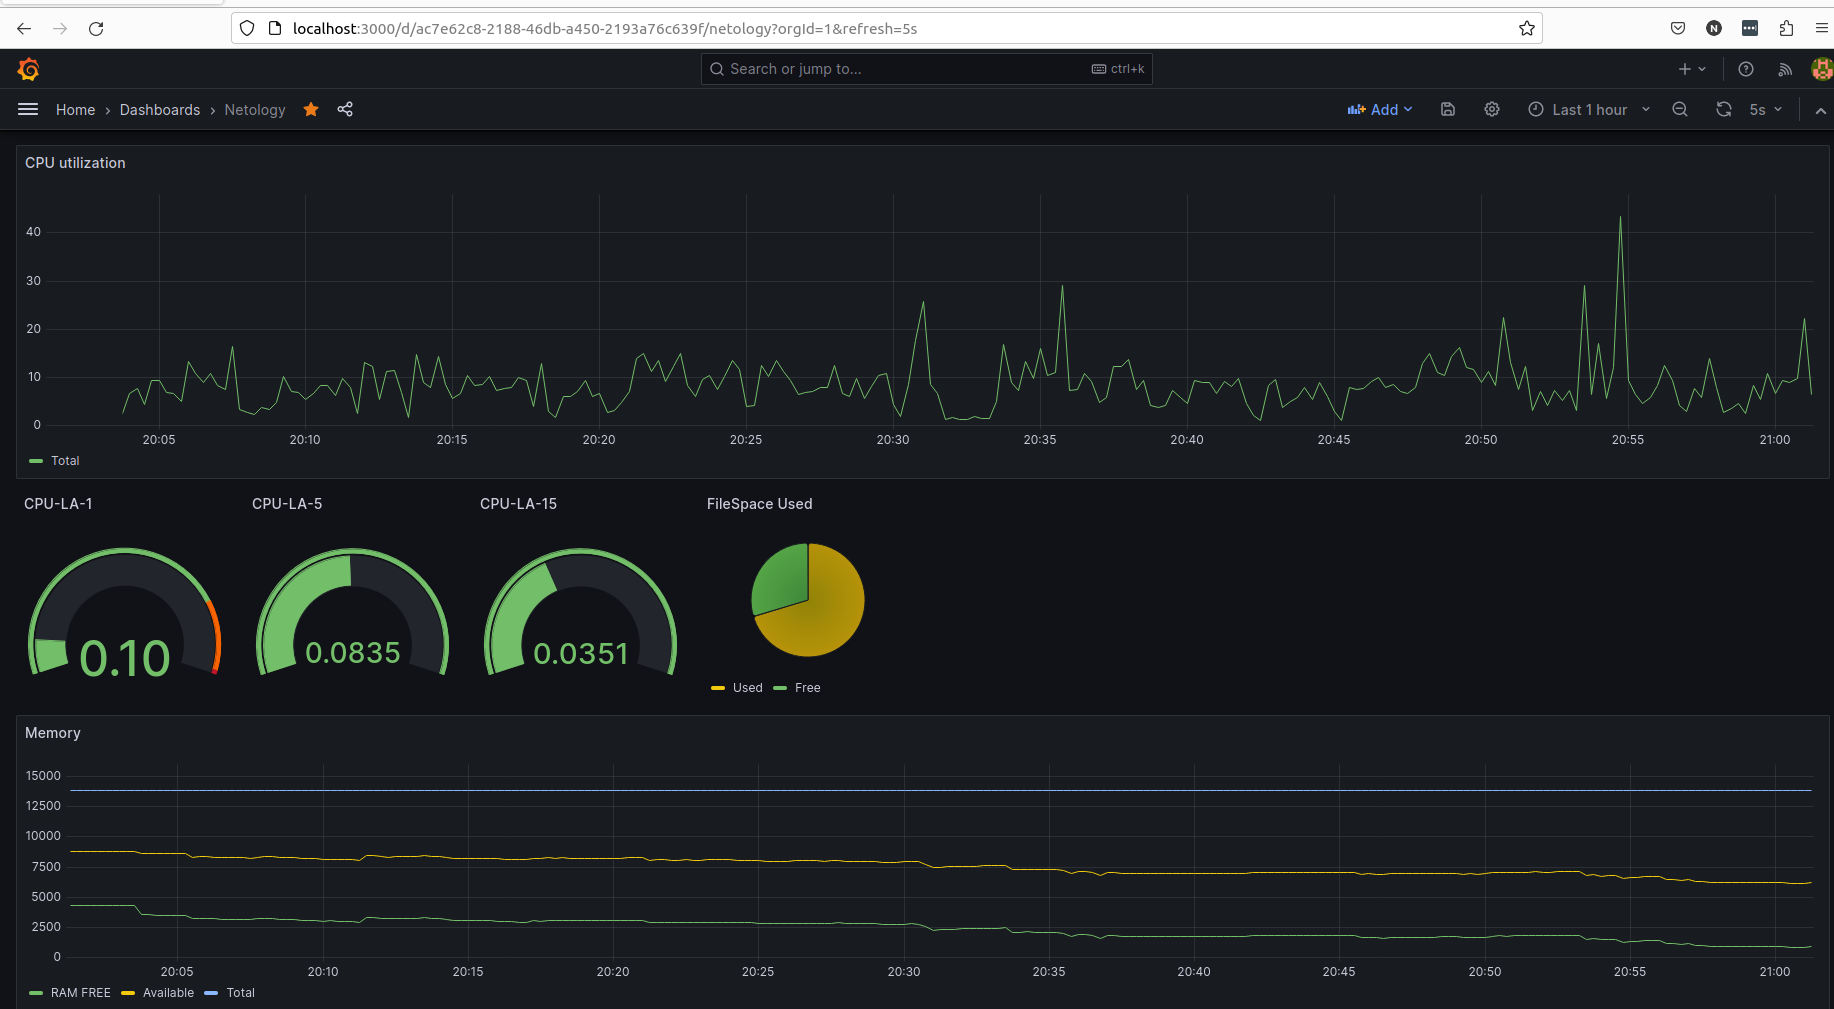 localhost:3000/d/ac7e62c8-2188-46db-a450-2193a76c639f/netology?orgId=1&refresh=5s
N
Search or jump to... ctrl+k
Home › Dashboards › Netology
Add
Last 1 hour
5s
CPU utilization
40
30
20
10
0
20:05 20:10 20:15 20:20 20:25 20:30 20:35 20:40 20:45 20:50 20:55 21:00
Total
CPU-LA-1 CPU-LA-5 CPU-LA-15 FileSpace Used
0.10 0.0835 0.0351
Used Free
Memory
15000
12500
10000
7500
5000
2500
0
20:05 20:10 20:15 20:20 20:25 20:30 20:35 20:40 20:45 20:50 20:55 21:00
RAM FREE Available Total